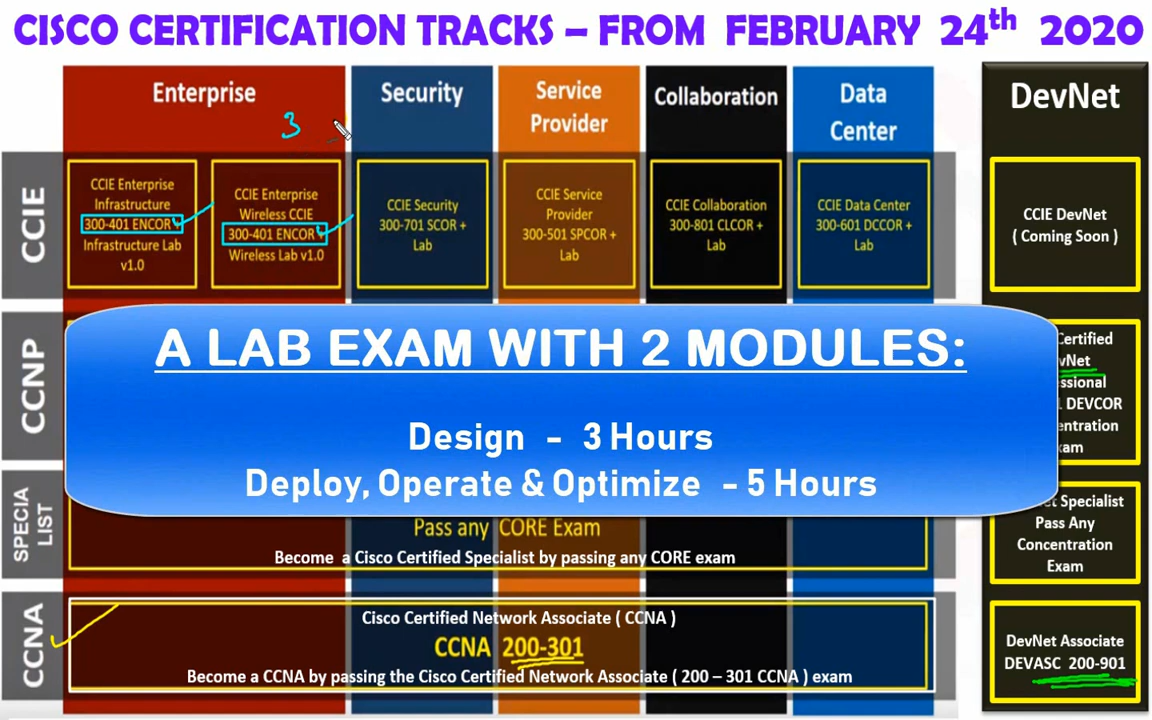 CISCO CERTIFICATION TRACKS – FROM FEBRUARY 24th 2020
Enterprise
Security
Service
Provider
Collaboration
Data
Center
DevNet
3
CCIE
CCIE Enterprise
Infrastructure
300-401 ENCOR +
Infrastructure Lab
v1.0
CCIE Enterprise
Wireless CCIE
300-401 ENCOR +
Wireless Lab v1.0
CCIE Security
300-701 SCOR +
Lab
CCIE Service
Provider
300-501 SPCOR +
Lab
CCIE Collaboration
300-801 CLCOR +
Lab
CCIE Data Center
300-601 DCCOR +
Lab
CCIE DevNet
( Coming Soon )
CCNP
A LAB EXAM WITH 2 MODULES:
Design - 3 Hours
Deploy, Operate & Optimize - 5 Hours
Certified
vNet
essional
DEVCOR
entration
am
SPECIA
LIST
Pass any CORE Exam
Become a Cisco Certified Specialist by passing any CORE exam
Specialist
Pass Any
Concentration
Exam
CCNA
Cisco Certified Network Associate ( CCNA )
CCNA 200-301
Become a CCNA by passing the Cisco Certified Network Associate ( 200 – 301 CCNA ) exam
DevNet Associate
DEVASC 200-901